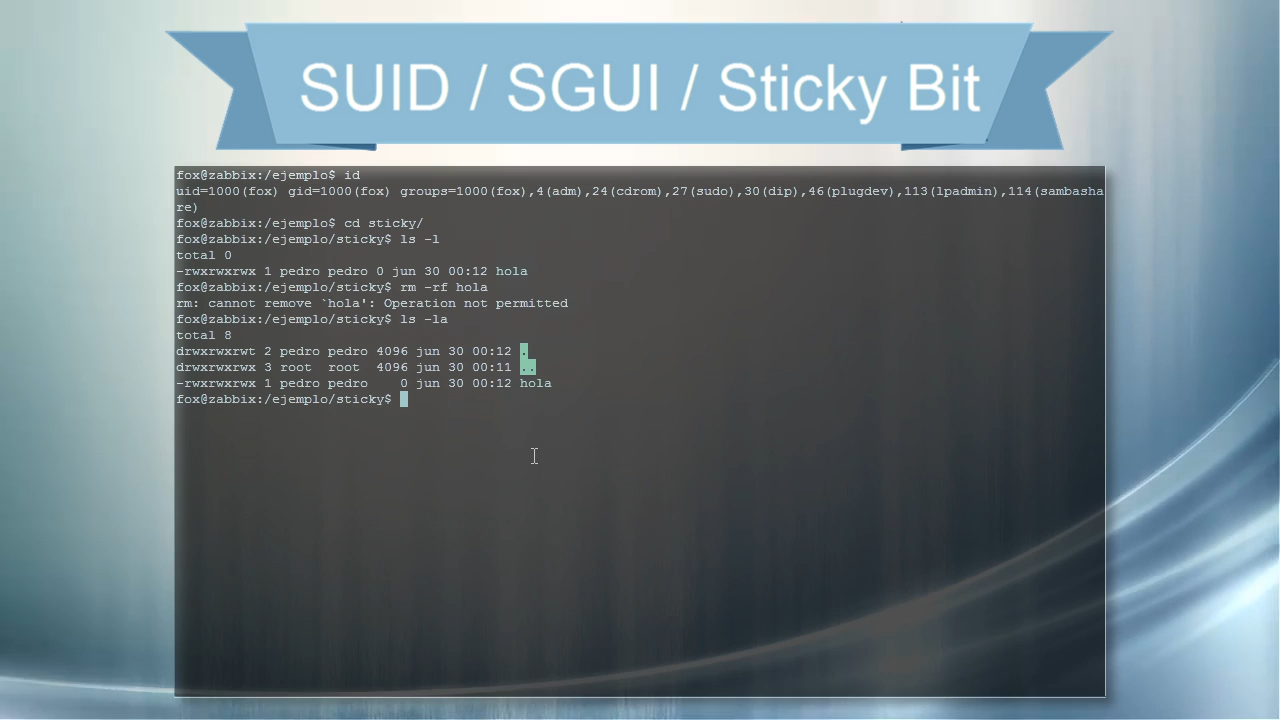 SUID / SGUI / Sticky Bit
fox@zabbix:/ejemplo$ id
uid=1000(fox) gid=1000(fox) groups=1000(fox),4(adm),24(cdrom),27(sudo),30(dip),46(plugdev),113(lpadmin),114(sambasha
re)
fox@zabbix:/ejemplo$ cd sticky/
fox@zabbix:/ejemplo/sticky$ ls -l
total 0
-rwxrwxrwx 1 pedro pedro 0 jun 30 00:12 hola
fox@zabbix:/ejemplo/sticky$ rm -rf hola
rm: cannot remove `hola': Operation not permitted
fox@zabbix:/ejemplo/sticky$ ls -la
total 8
drwxrwxrwt 2 pedro pedro 4096 jun 30 00:12 .
drwxrwxrwx 3 root  root  4096 jun 30 00:11 ..
-rwxrwxrwx 1 pedro pedro    0 jun 30 00:12 hola
fox@zabbix:/ejemplo/sticky$